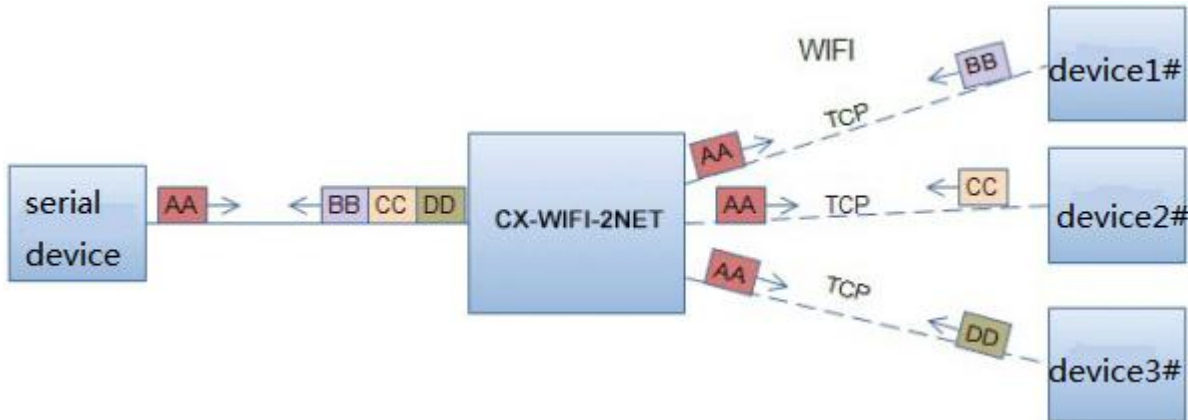 WIFI
BB
device1#
TCP
AA
serial
device
AA
BB CC DD
CX-WIFI-2NET
AA
TCP
CC
device2#
AA
TCP
DD
device3#